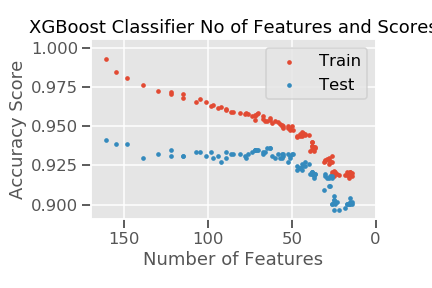 XGBoost Classifier No of Features and Scores
1.000
0.975
0.950
0.925
0.900
Accuracy Score
Train
Test
150 100 50 0
Number of Features